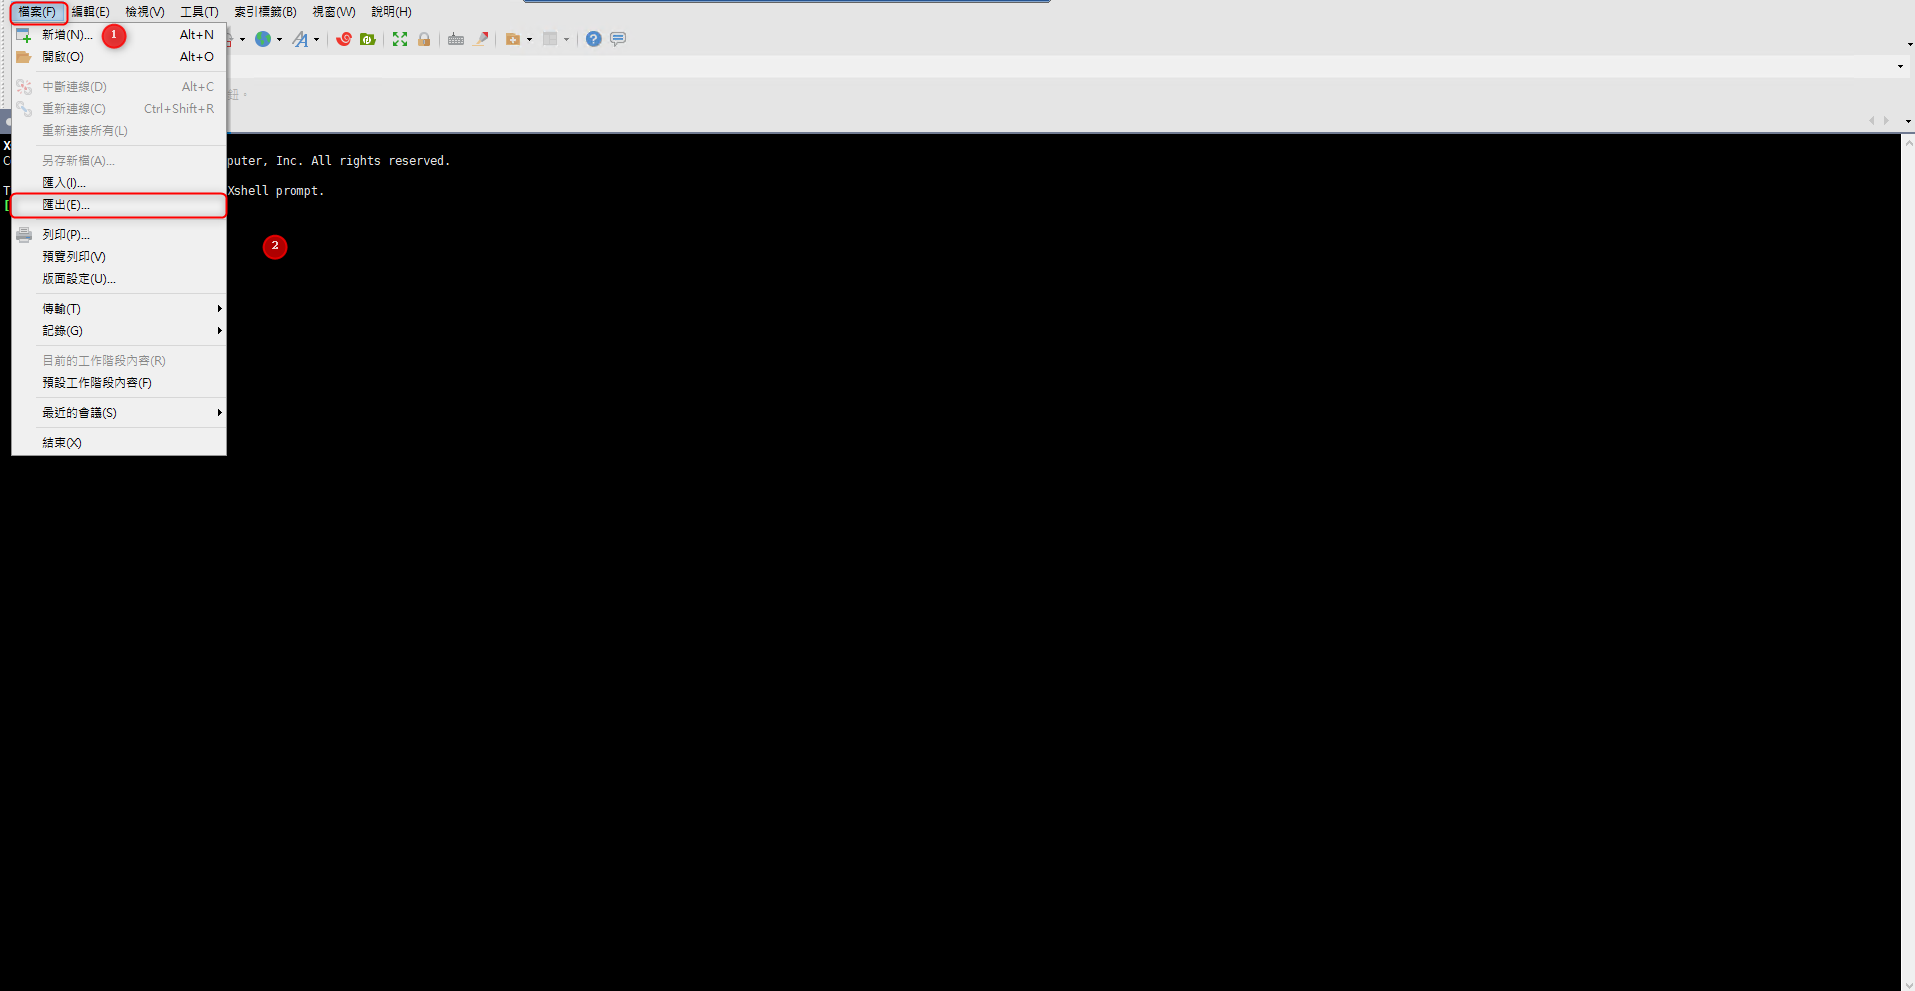 檔案(F) 編輯(E) 檢視(V) 工具(T) 索引標籤(B) 視窗(W) 說明(H)
新增(N)... Alt+N
1
開啟(O) Alt+O
中斷連線(D) Alt+C
鈕。
重新連線(C) Ctrl+Shift+R
重新連接所有(L)
X
另存新檔(A)...
C puter, Inc. All rights reserved.
匯入(I)...
T Xshell prompt.
匯出(E)...
[
列印(P)...
2
預覽列印(V)
版面設定(U)...
傳輸(T)
記錄(G)
目前的工作階段內容(R)
預設工作階段內容(F)
最近的會議(S)
結束(X)